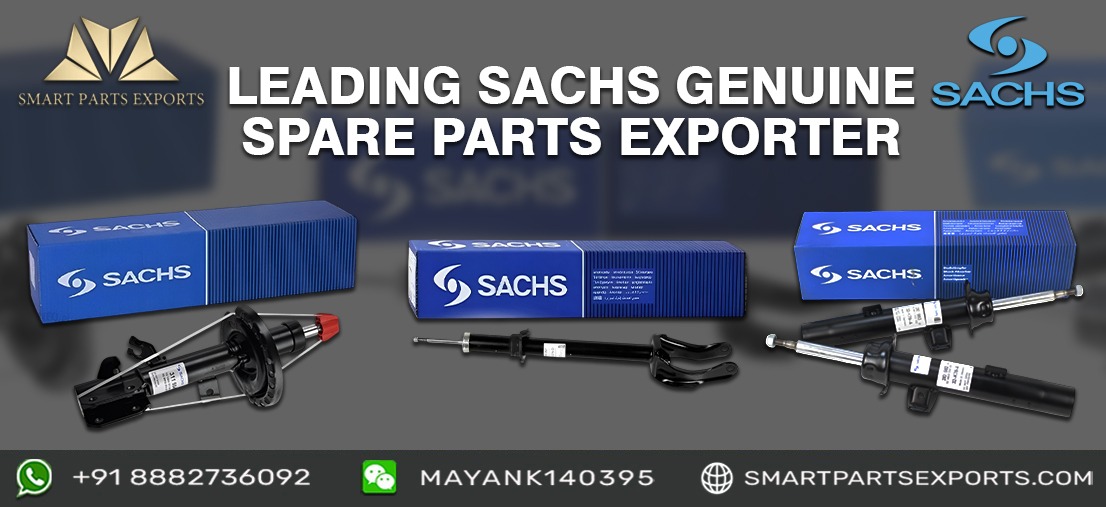 SMART PARTS EXPORTS
LEADING SACHS GENUINE
SPARE PARTS EXPORTER
SACHS
SACHS
SACHS
SACHS
SACHS
SACHS
SACHS
+91 8882736092
MAYANK140395
SMARTPARTSEXPORTS.COM